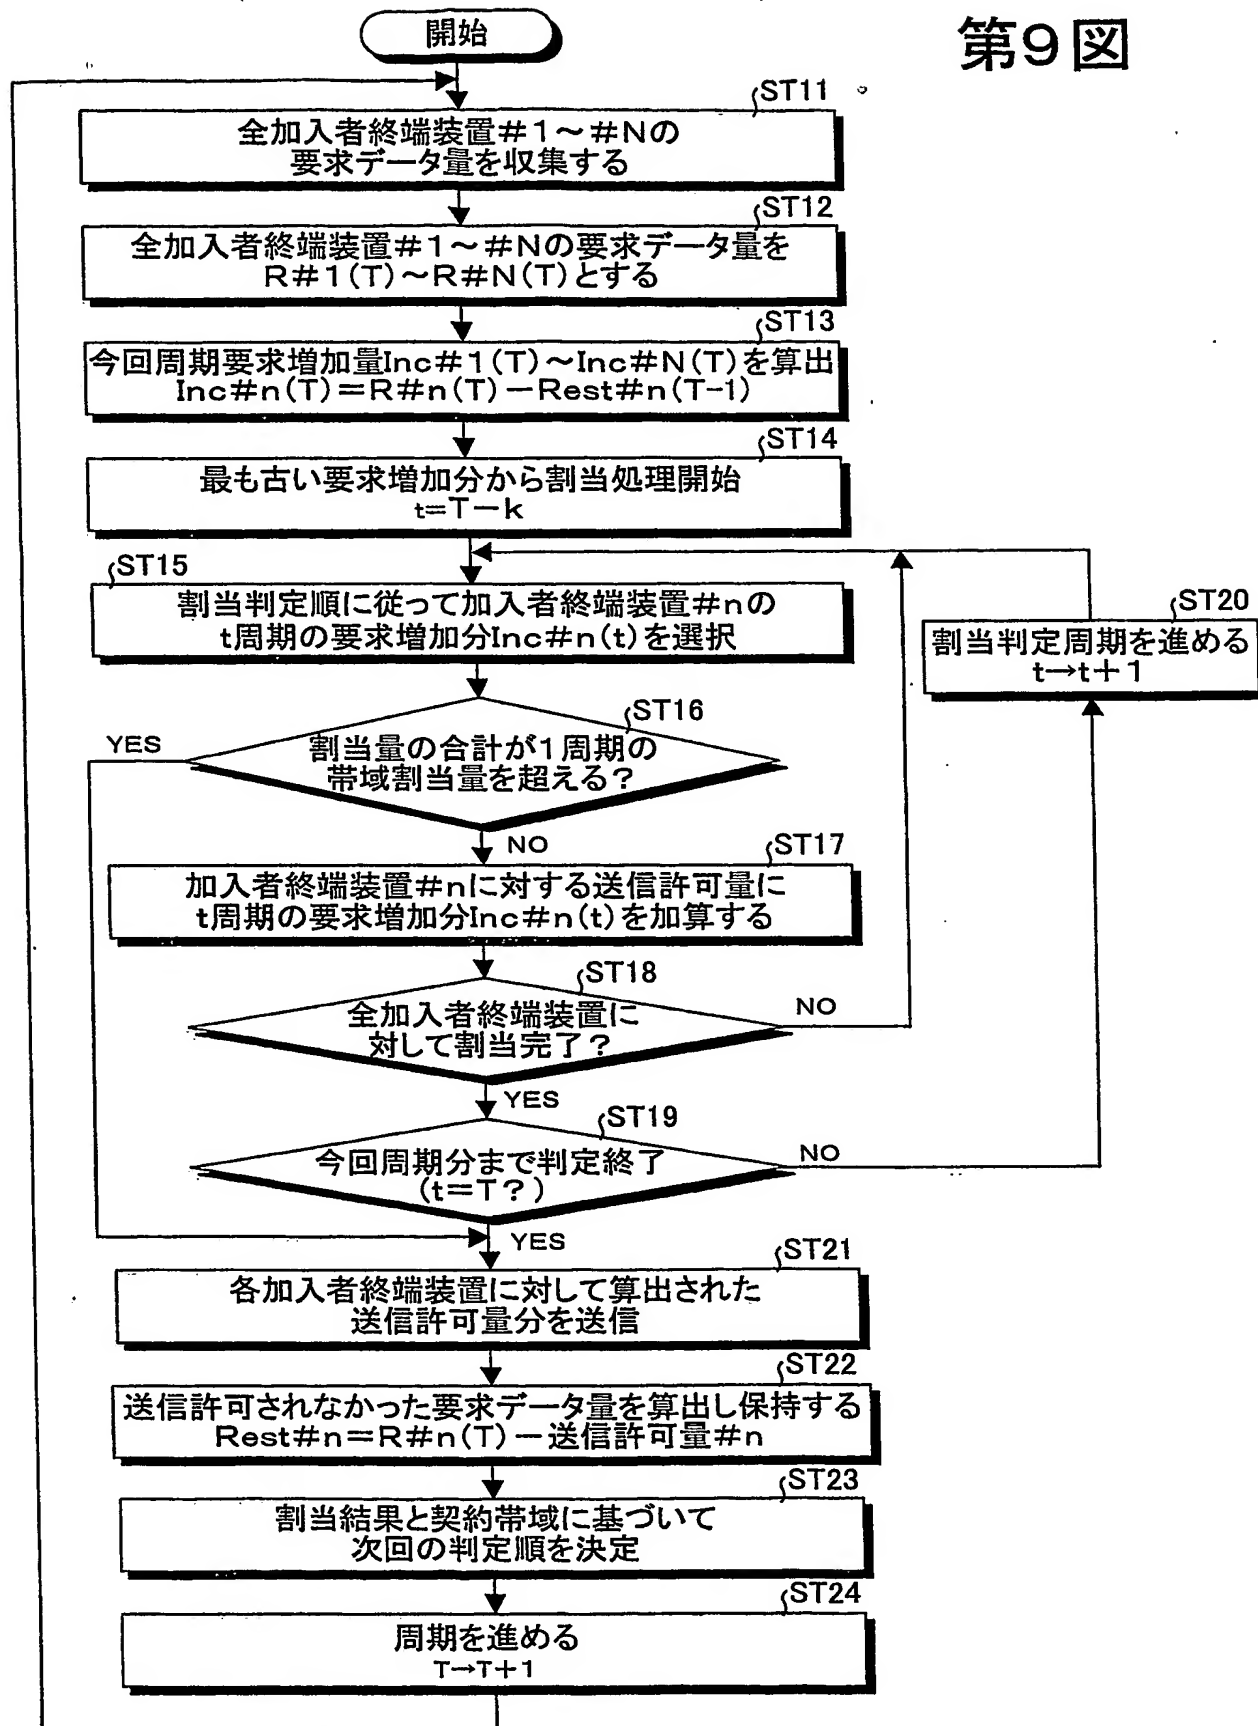 第9図
開始
ST11
全加入者終端装置#1~#Nの
要求データ量を収集する
ST12
全加入者終端装置#1~#Nの要求データ量を
R#1(T)~R#N(T)とする
ST13
今回周期要求増加量Inc#1(T)~Inc#N(T)を算出
Inc#n(T)=R#n(T)-Rest#n(T-1)
ST14
最も古い要求増加分から割当処理開始
t=T-k
ST15
割当判定順に従って加入者終端装置#nの
t周期の要求増加分Inc#n(t)を選択
ST20
割当判定周期を進める
t→t+1
ST16
割当量の合計が1周期の
帯域割当量を超える?
YES
NO
ST17
加入者終端装置#nに対する送信許可量に
t周期の要求増加分Inc#n(t)を加算する
ST18
全加入者終端装置に
対して割当完了?
NO
YES
ST19
今回周期分まで判定終了
(t=T?)
NO
YES
ST21
各加入者終端装置に対して算出された
送信許可量分を送信
ST22
送信許可されなかった要求データ量を算出し保持する
Rest#n=R#n(T)-送信許可量#n
ST23
割当結果と契約帯域に基づいて
次回の判定順を決定
ST24
周期を進める
T→T+1